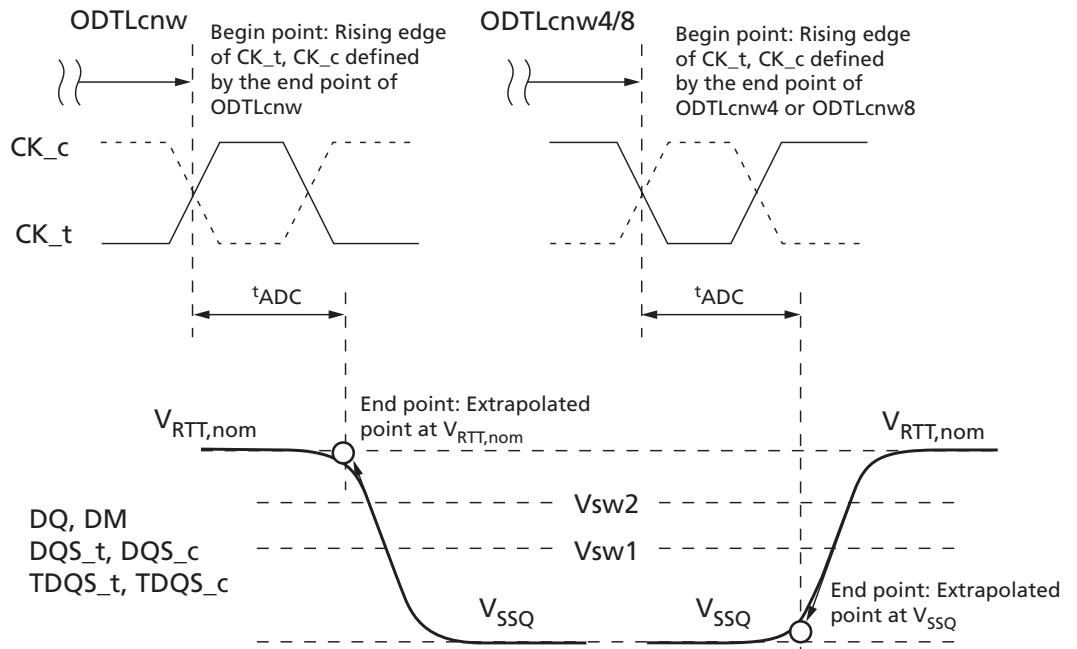 ODTLcnw
Begin point: Rising edge
of CK_t, CK_c defined
by the end point of
ODTLcnw
ODTLcnw4/8
Begin point: Rising edge
of CK_t, CK_c defined
by the end point of
ODTLcnw4 or ODTLcnw8
CK_c
CK_t
tADC
tADC
End point: Extrapolated
point at VRTT,nom
VRTT,nom
VRTT,nom
Vsw2
Vsw1
DQ, DM
DQS_t, DQS_c
TDQS_t, TDQS_c
VSSQ
VSSQ
End point: Extrapolated
point at VSSQ